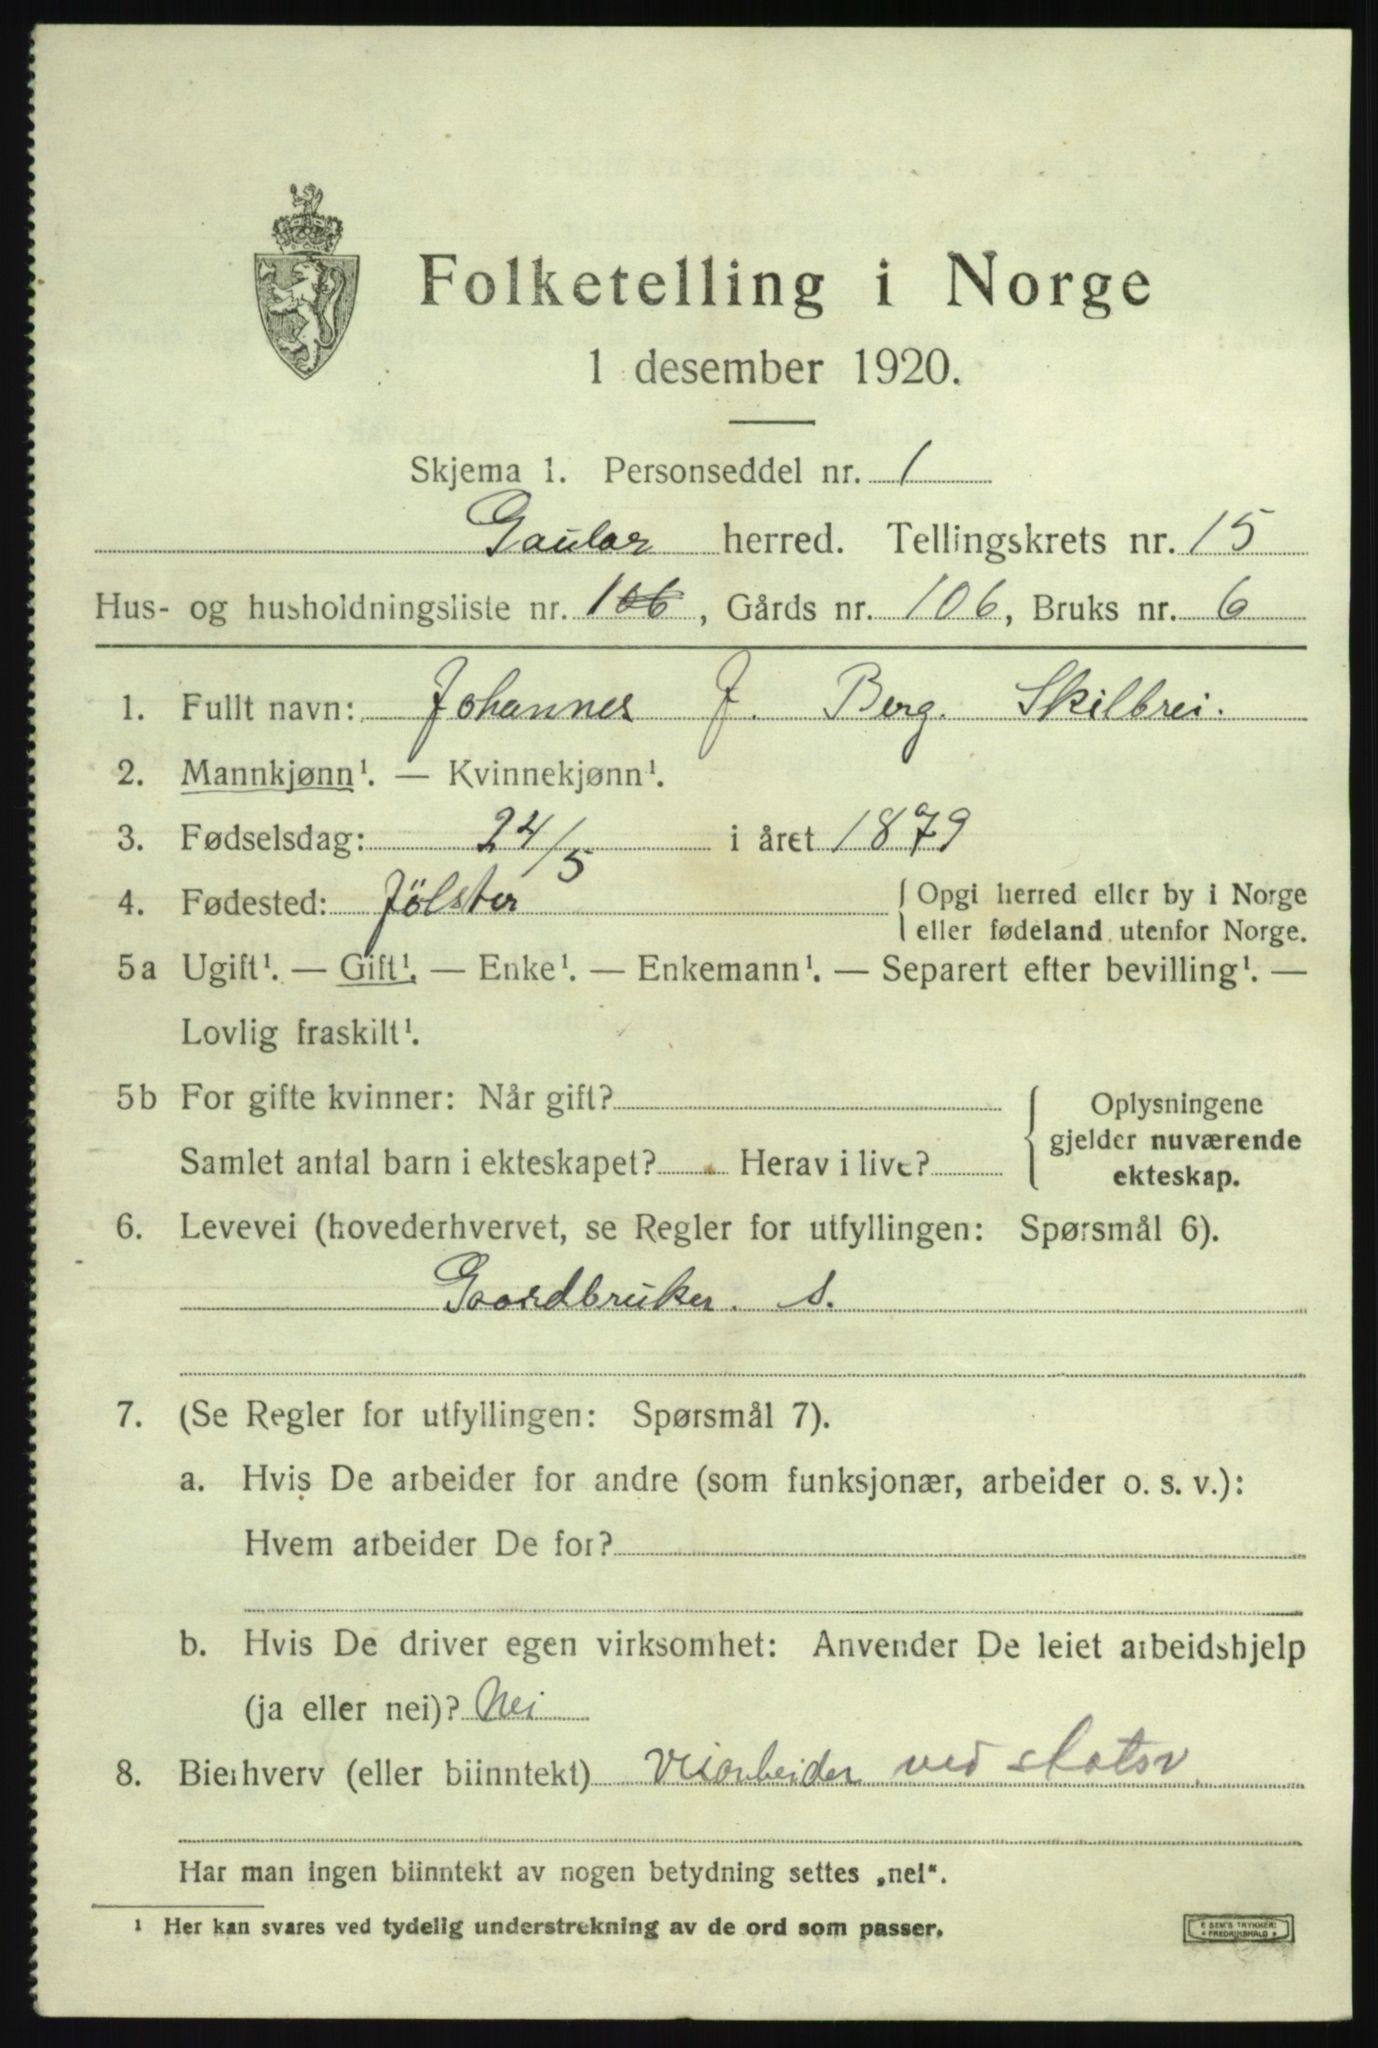 Folketelling i Norge
1 desember 1920.
Skjema 1. Personseddel nr. 1
Gaular herred. Tellingskrets nr. 15
Hus- og husholdningsliste nr. 106, Gårds nr. 106, Bruks nr. 6
1. Fullt navn: Johannes J. Berg. Skilbrei.
2. Mannkjønn¹. — Kvinnekjønn¹.
3. Fødselsdag: 24/5 i året 1879
4. Fødested: Jölster { Opgi herred eller by i Norge
eller fødeland utenfor Norge.
5a Ugift¹. — Gift¹. — Enke¹. — Enkemann¹. — Separert efter bevilling¹. —
Lovlig fraskilt¹.
5b For gifte kvinner: Når gift? { Oplysningene
gjelder nuværende
Samlet antal barn i ekteskapet? Herav i live? ekteskap.
6. Levevei (hovederhvervet, se Regler for utfyllingen: Spørsmål 6).
Gaardbruker. S.
7. (Se Regler for utfyllingen: Spørsmål 7).
a. Hvis De arbeider for andre (som funksjonær, arbeider o. s. v.):
Hvem arbeider De for?
b. Hvis De driver egen virksomhet: Anvender De leiet arbeidshjelp
(ja eller nei)? Nei
8. Bierhverv (eller biinntekt) veiarbeider ved statsv.
Har man ingen biinntekt av nogen betydning settes „nei“.
¹ Her kan svares ved tydelig understrekning av de ord som passer.
E SEM'S TRYKKERI
FREDRIKSHALD